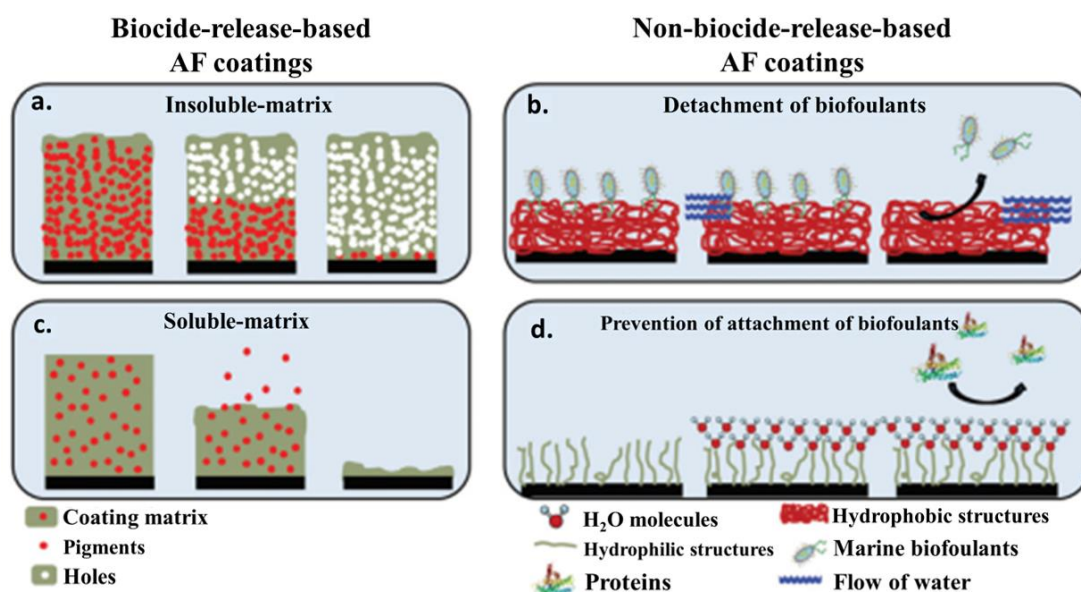 Biocide-release-based
AF coatings
Non-biocide-release-based
AF coatings
a.
Insoluble-matrix
b.
Detachment of biofoulants
c.
Soluble-matrix
d.
Prevention of attachment of biofoulants
Coating matrix
Pigments
Holes
H₂O molecules
Hydrophilic structures
Proteins
Hydrophobic structures
Marine biofoulants
Flow of water